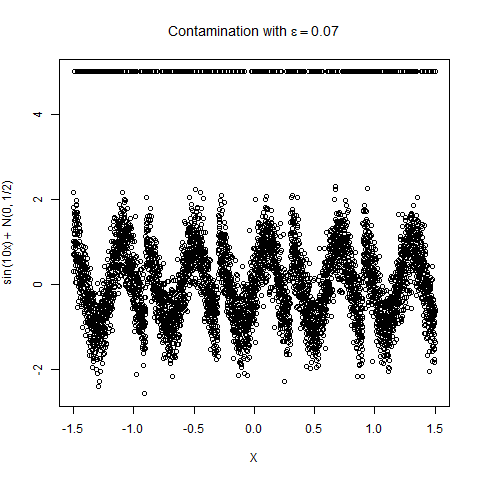 Contamination with ε = 0.07
sin(10x) + N(0, 1/2)
4
2
0
-2
-1.5 -1.0 -0.5 0.0 0.5 1.0 1.5
X